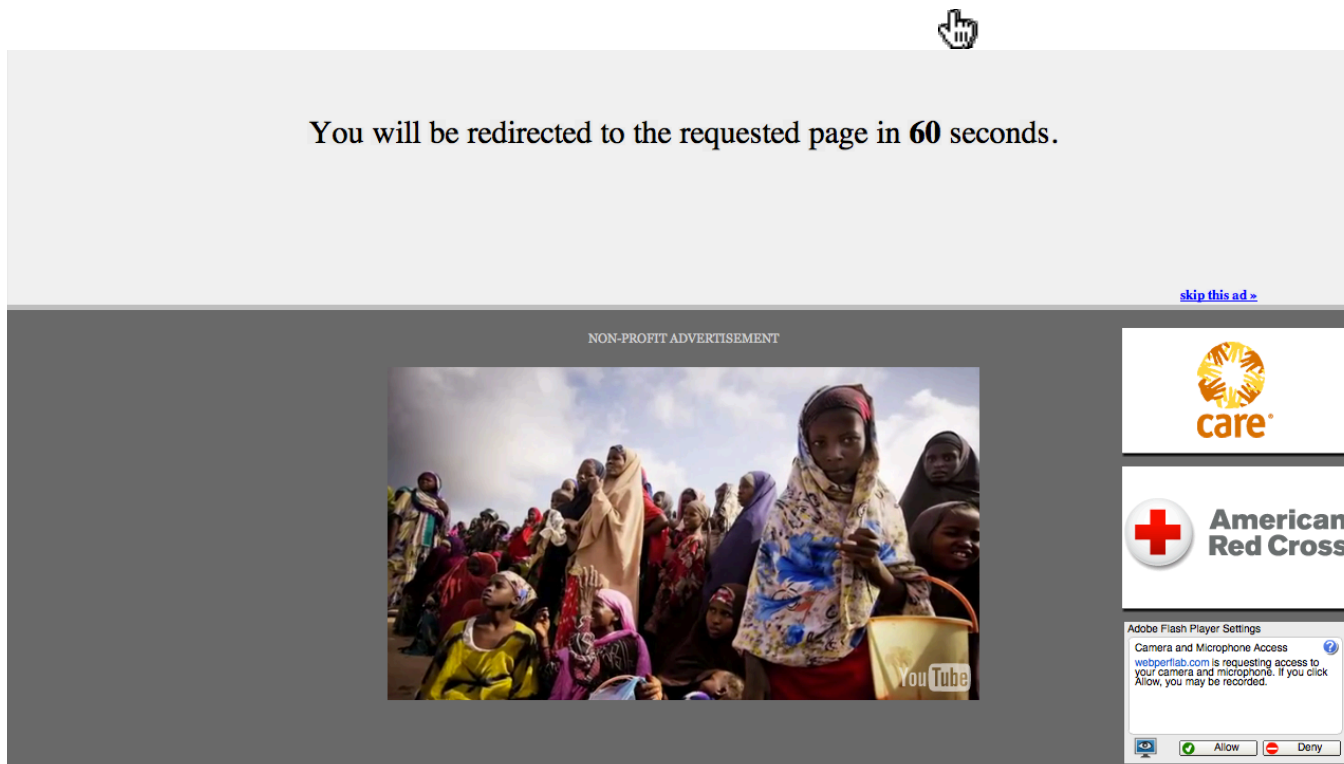 You will be redirected to the requested page in 60 seconds.
skip this ad »
NON-PROFIT ADVERTISEMENT
You Tube
care®
American
Red Cross
Adobe Flash Player Settings
Camera and Microphone Access
webperflab.com is requesting access to
your camera and microphone. If you click
Allow, you may be recorded.
Allow
Deny